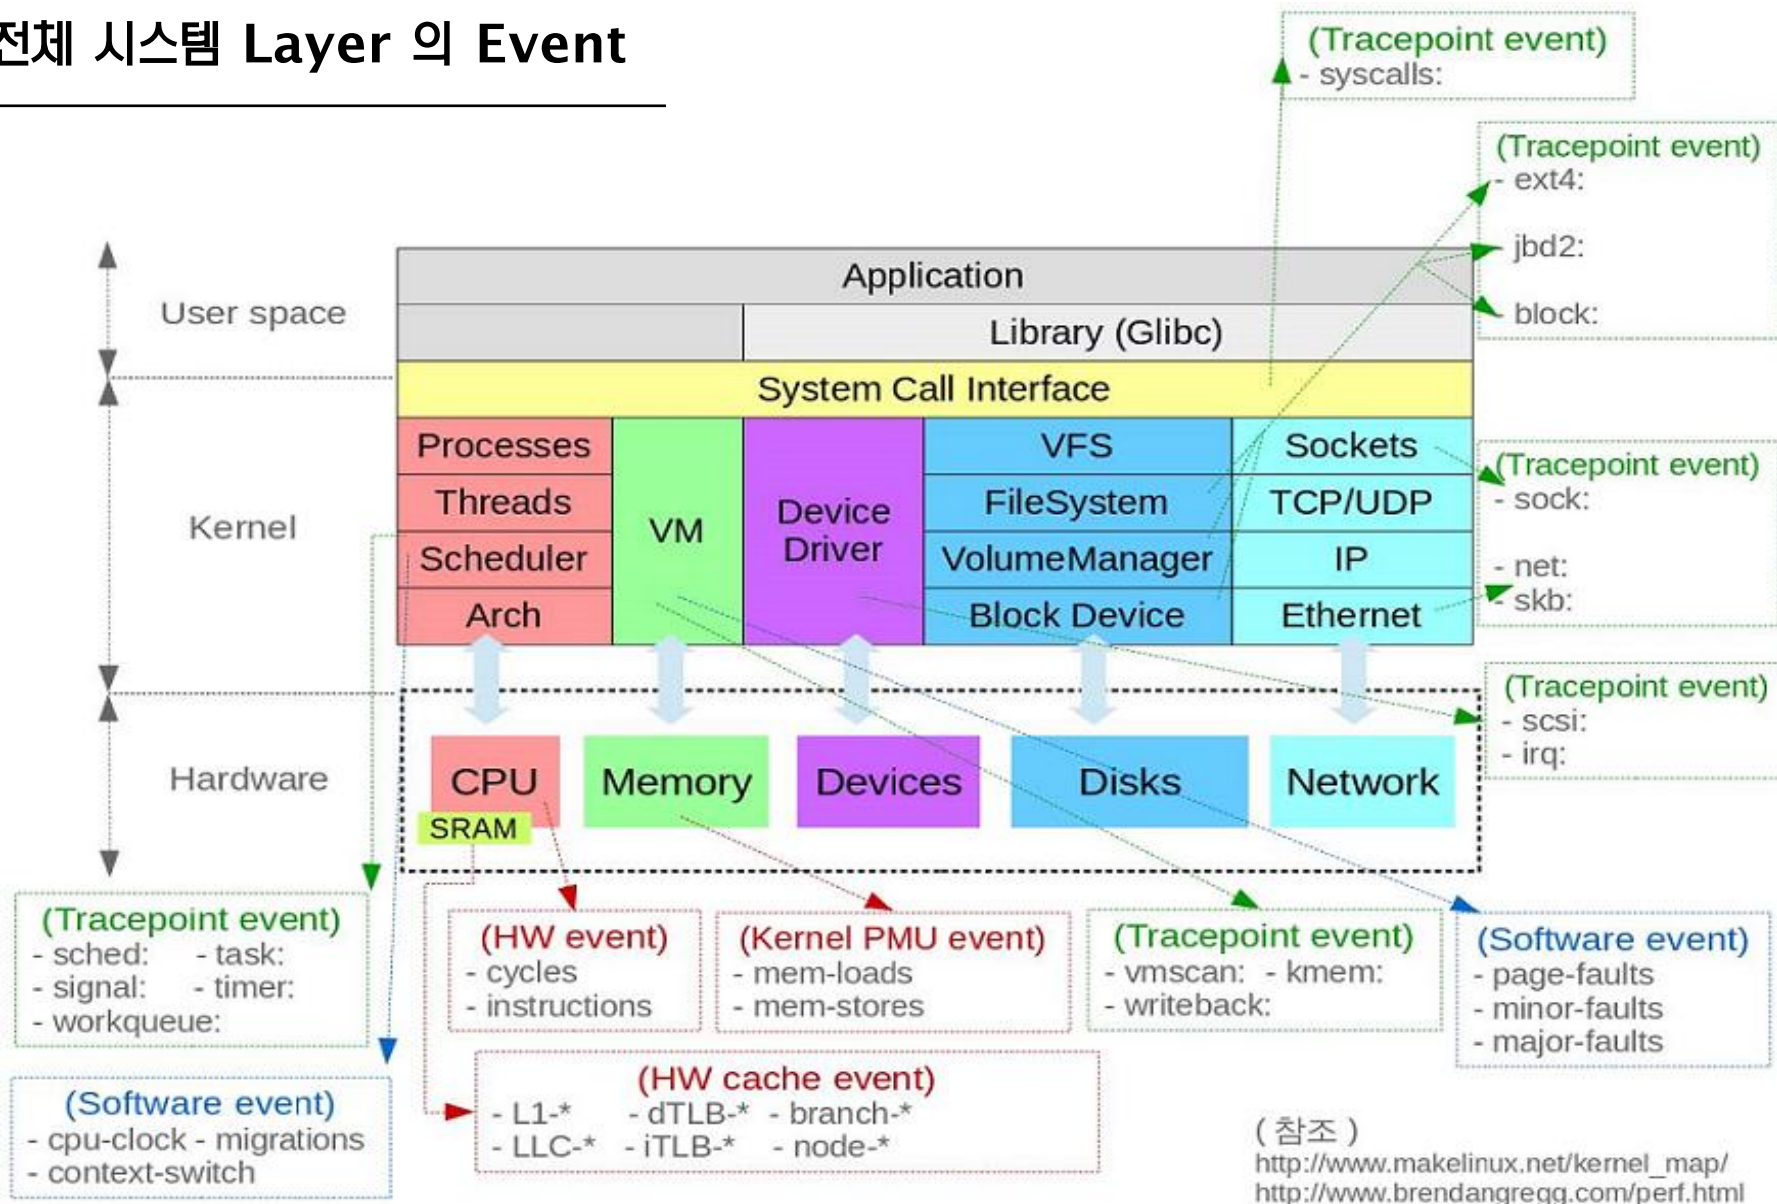 전체 시스템 Layer 의 Event
(Tracepoint event)
- syscalls:
(Tracepoint event)
- ext4:
- jbd2:
- block:
User space
Application
Library (Glibc)
System Call Interface
Kernel
Processes
Threads
Scheduler
Arch
VM
Device
Driver
VFS
FileSystem
VolumeManager
Block Device
Sockets
TCP/UDP
IP
Ethernet
(Tracepoint event)
- sock:
- net:
- skb:
(Tracepoint event)
- scsi:
- irq:
Hardware
CPU
SRAM
Memory
Devices
Disks
Network
(Tracepoint event)
- sched: - task:
- signal: - timer:
- workqueue:
(HW event)
- cycles
- instructions
(Kernel PMU event)
- mem-loads
- mem-stores
(Tracepoint event)
- vmscan: - kmem:
- writeback:
(Software event)
- page-faults
- minor-faults
- major-faults
(Software event)
- cpu-clock - migrations
- context-switch
(HW cache event)
- L1-* - dTLB-* - branch-*
- LLC-* - iTLB-* - node-*
( 참조 )
http://www.makelinux.net/kernel_map/
http://www.brendangregg.com/perf.html